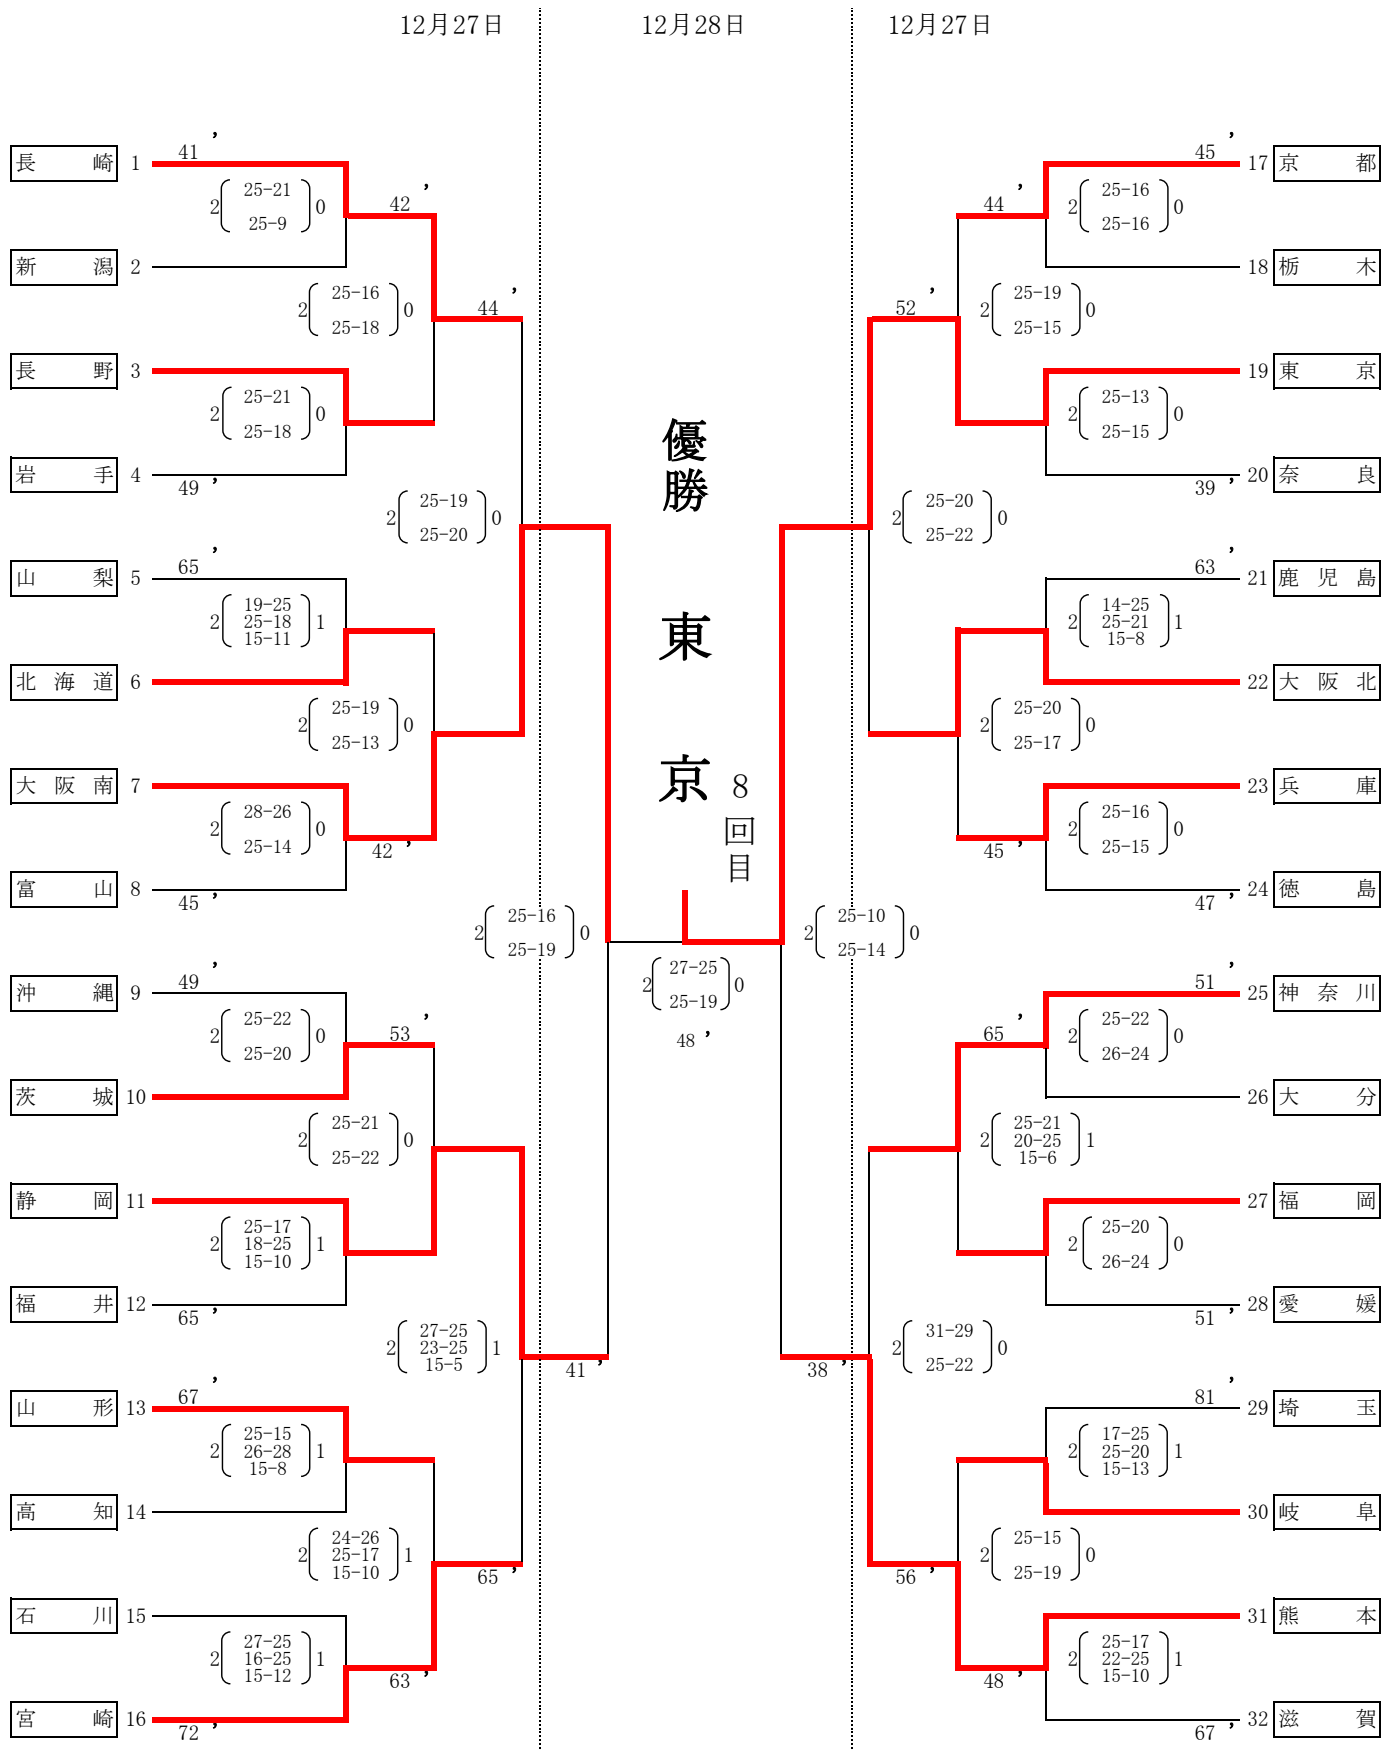 12月27日 12月28日 12月27日
41’ 45’
長崎 1 17 京都
42’ 44’
2 25-21 0 2 25-16 0
25-9 25-16
新潟 2 18 栃木
2 25-16 0 2 25-19 0
25-18 25-15
44’ 52’
長野 3 19 東京
2 25-21 0 2 25-13 0
25-18 25-15
岩手 4 20 奈良
49’ 39’
2 25-19 0 2 25-20 0
25-20 25-22
優勝
東京
8回目
65’ 63’
山梨 5 21 鹿児島
2 19-25 1 2 14-25 1
25-18 25-21
15-11 15-8
北海道 6 22 大阪北
2 25-19 0 2 25-20 0
25-13 25-17
大阪南 7 23 兵庫
2 28-26 0 2 25-16 0
25-14 25-15
42’ 45’
富山 8 24 徳島
45’ 47’
2 25-16 0 2 25-10 0
25-19 25-14
2 27-25 0
25-19
48’
49’ 51’
沖縄 9 25 神奈川
2 25-22 0 2 25-22 0
25-20 26-24
53’ 65’
茨城 10 26 大分
2 25-21 0 2 25-21 1
25-22 20-25
15-6
静岡 11 27 福岡
2 25-17 1 2 25-20 0
18-25 26-24
15-10
福井 12 28 愛媛
65’ 51’
2 27-25 1 2 31-29 0
23-25 25-22
15-5
41’ 38’
67’ 81’
山形 13 29 埼玉
2 25-15 1 2 17-25 1
26-28 25-20
15-8 15-13
高知 14 30 岐阜
2 24-26 1 2 25-15 0
25-17 25-19
15-10
65’ 56’
石川 15 31 熊本
2 27-25 1 2 25-17 1
16-25 22-25
15-12 15-10
63’ 48’
宮崎 16 32 滋賀
72’ 67’